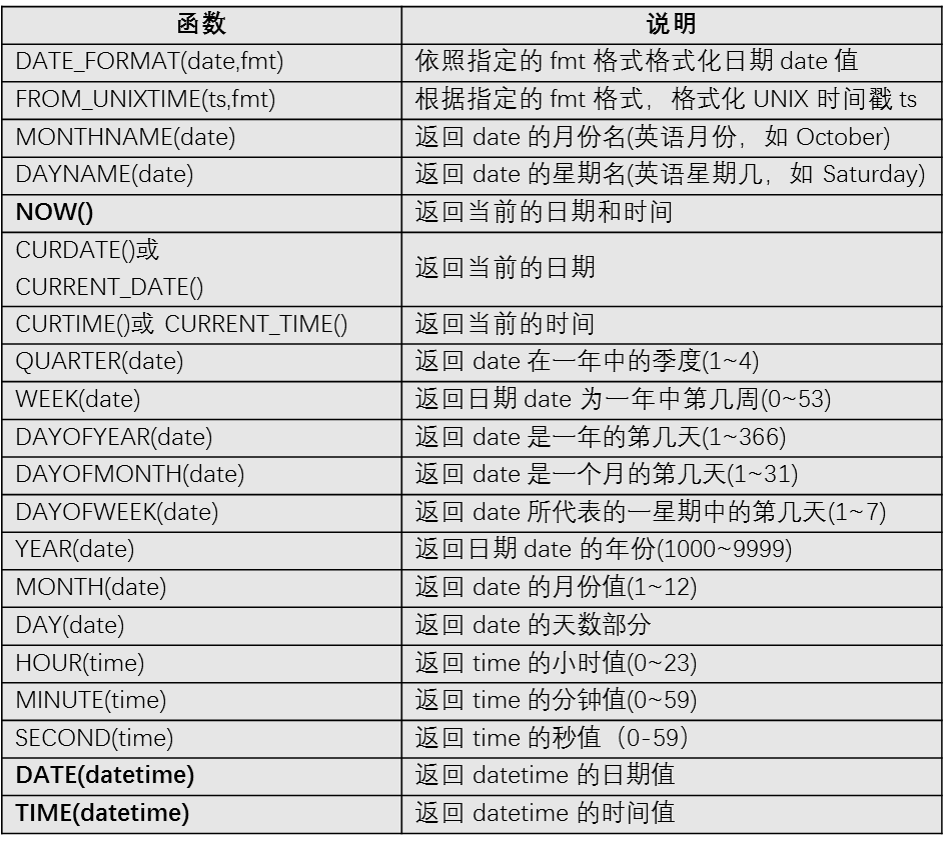 函数 说明
DATE_FORMAT(date,fmt) 依照指定的 fmt 格式格式化日期 date 值
FROM_UNIXTIME(ts,fmt) 根据指定的 fmt 格式，格式化 UNIX 时间戳 ts
MONTHNAME(date) 返回 date 的月份名(英语月份，如 October)
DAYNAME(date) 返回 date 的星期名(英语星期几，如 Saturday)
NOW() 返回当前的日期和时间
CURDATE()或
CURRENT_DATE() 返回当前的日期
CURTIME()或 CURRENT_TIME() 返回当前的时间
QUARTER(date) 返回 date 在一年中的季度(1~4)
WEEK(date) 返回日期 date 为一年中第几周(0~53)
DAYOFYEAR(date) 返回 date 是一年的第几天(1~366)
DAYOFMONTH(date) 返回 date 是一个月的第几天(1~31)
DAYOFWEEK(date) 返回 date 所代表的一星期中的第几天(1~7)
YEAR(date) 返回日期 date 的年份(1000~9999)
MONTH(date) 返回 date 的月份值(1~12)
DAY(date) 返回 date 的天数部分
HOUR(time) 返回 time 的小时值(0~23)
MINUTE(time) 返回 time 的分钟值(0~59)
SECOND(time) 返回 time 的秒值（0-59）
DATE(datetime) 返回 datetime 的日期值
TIME(datetime) 返回 datetime 的时间值